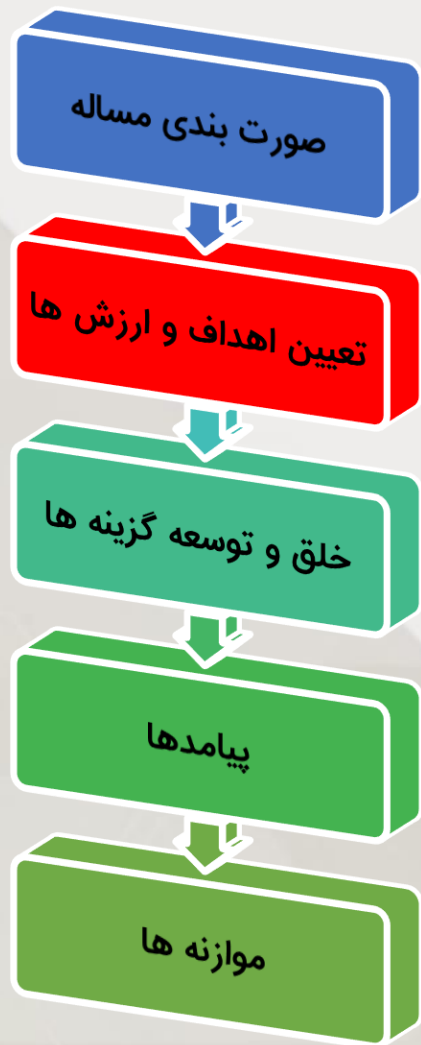 صورت بندی مساله
تعیین اهداف و ارزش ها
خلق و توسعه گزینه ها
پیامدها
موازنه ها